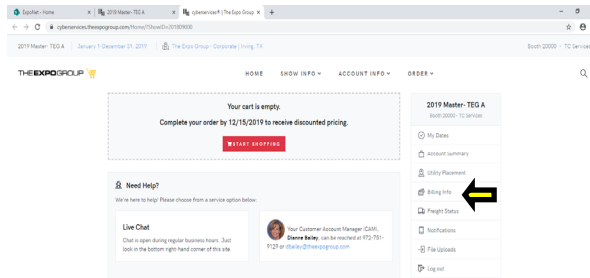 ExpoNet - Home
2019 Master- TEG A
cyberservices® | The Expo Group
cyberservices.theexpogroup.com/Home/?ShowID=201909000
2019 Master- TEG A January 1-December 31, 2019 The Expo Group - Corporate | Irving, TX Booth 20000 - TC Services
THEEXPOGROUP HOME SHOW INFO ACCOUNT INFO ORDER
Your cart is empty.
Complete your order by 12/15/2019 to receive discounted pricing.
START SHOPPING
Need Help?
We're here to help! Please choose from a service option below:
Live Chat
Chat is open during regular business hours. Just
look in the bottom right-hand corner of this site.
Your Customer Account Manager (CAM),
Dianne Bailey, can be reached at 972-751-
9129 or dbailey@theexpogroup.com
2019 Master- TEG A
Booth 20000 - TC Services
My Dates
Account Summary
Utility Placement
Billing Info
Freight Status
Notifications
File Uploads
Log out